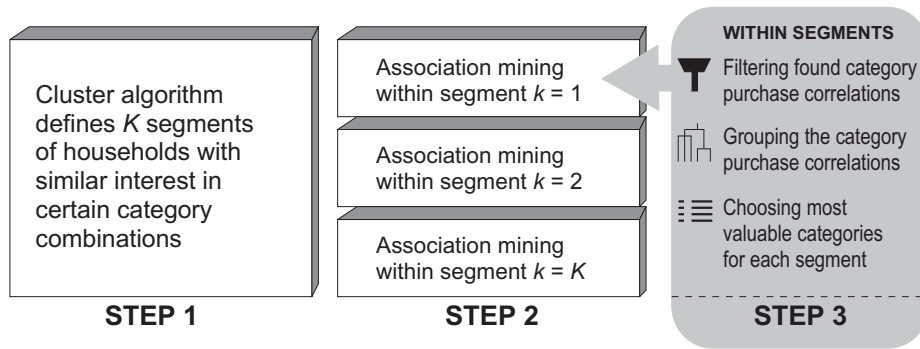 Cluster algorithm
defines K segments
of households with
similar interest in
certain category
combinations
STEP 1
Association mining
within segment k = 1
Association mining
within segment k = 2
Association mining
within segment k = K
STEP 2
WITHIN SEGMENTS
Filtering found category
purchase correlations
Grouping the category
purchase correlations
Choosing most
valuable categories
for each segment
STEP 3